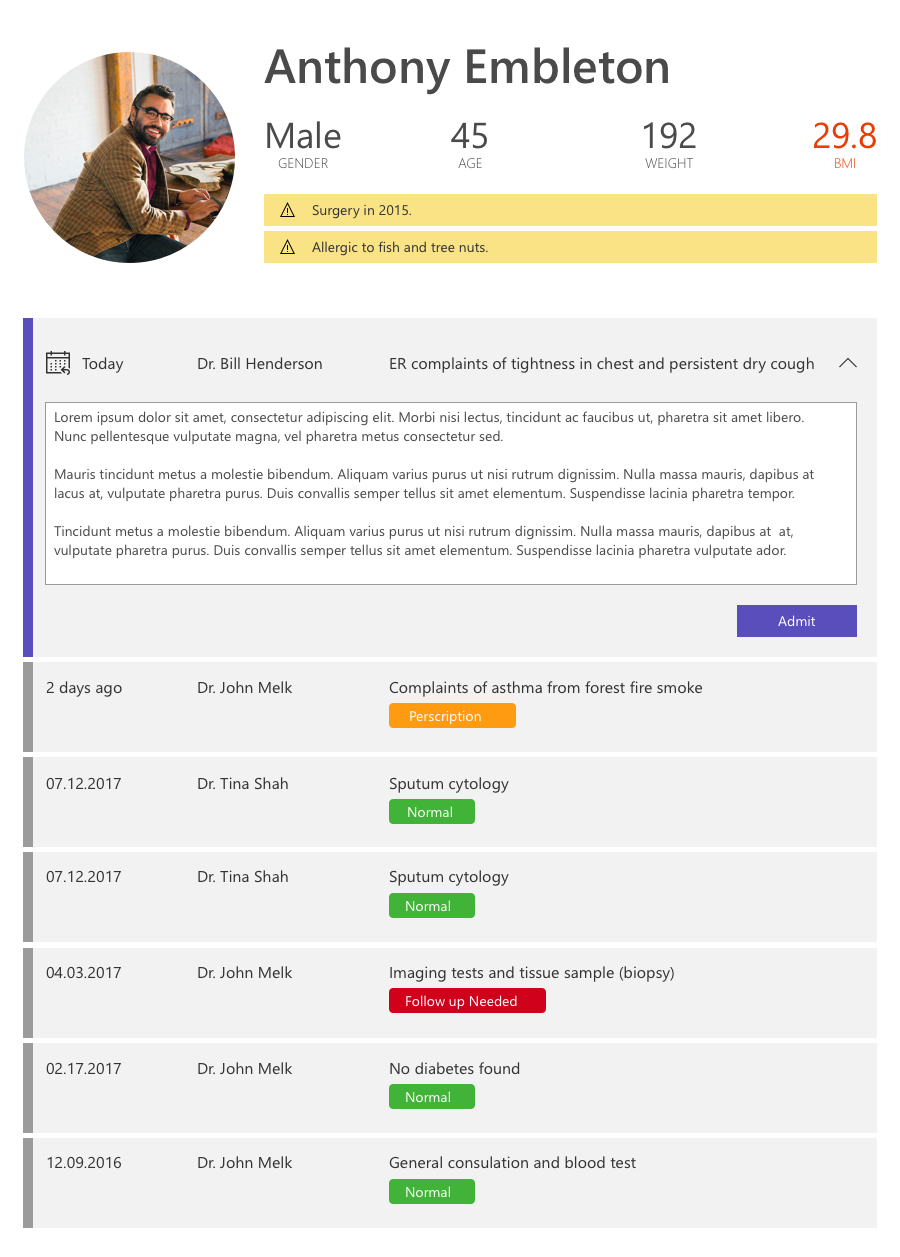 Anthony Embleton
Male 45 192 29.8
GENDER AGE WEIGHT BMI
Surgery in 2015.
Allergic to fish and tree nuts.
Today Dr. Bill Henderson ER complaints of tightness in chest and persistent dry cough
Lorem ipsum dolor sit amet, consectetur adipiscing elit. Morbi nisi lectus, tincidunt ac faucibus ut, pharetra sit amet libero.
Nunc pellentesque vulputate magna, vel pharetra metus consectetur sed.
Mauris tincidunt metus a molestie bibendum. Aliquam varius purus ut nisi rutrum dignissim. Nulla massa mauris, dapibus at
lacus at, vulputate pharetra purus. Duis convallis semper tellus sit amet elementum. Suspendisse lacinia pharetra tempor.
Tincidunt metus a molestie bibendum. Aliquam varius purus ut nisi rutrum dignissim. Nulla massa mauris, dapibus at  at,
vulputate pharetra purus. Duis convallis semper tellus sit amet elementum. Suspendisse lacinia pharetra vulputate ador.
Admit
2 days ago Dr. John Melk Complaints of asthma from forest fire smoke
Perscription
07.12.2017 Dr. Tina Shah Sputum cytology
Normal
07.12.2017 Dr. Tina Shah Sputum cytology
Normal
04.03.2017 Dr. John Melk Imaging tests and tissue sample (biopsy)
Follow up Needed
02.17.2017 Dr. John Melk No diabetes found
Normal
12.09.2016 Dr. John Melk General consulation and blood test
Normal